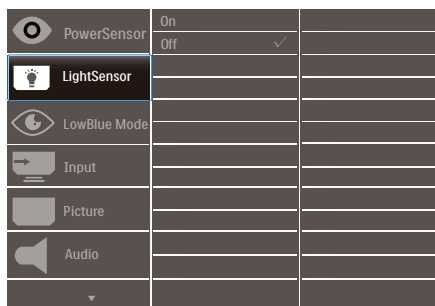 PowerSensor
On
Off
LightSensor
LowBlue Mode
Input
Picture
Audio